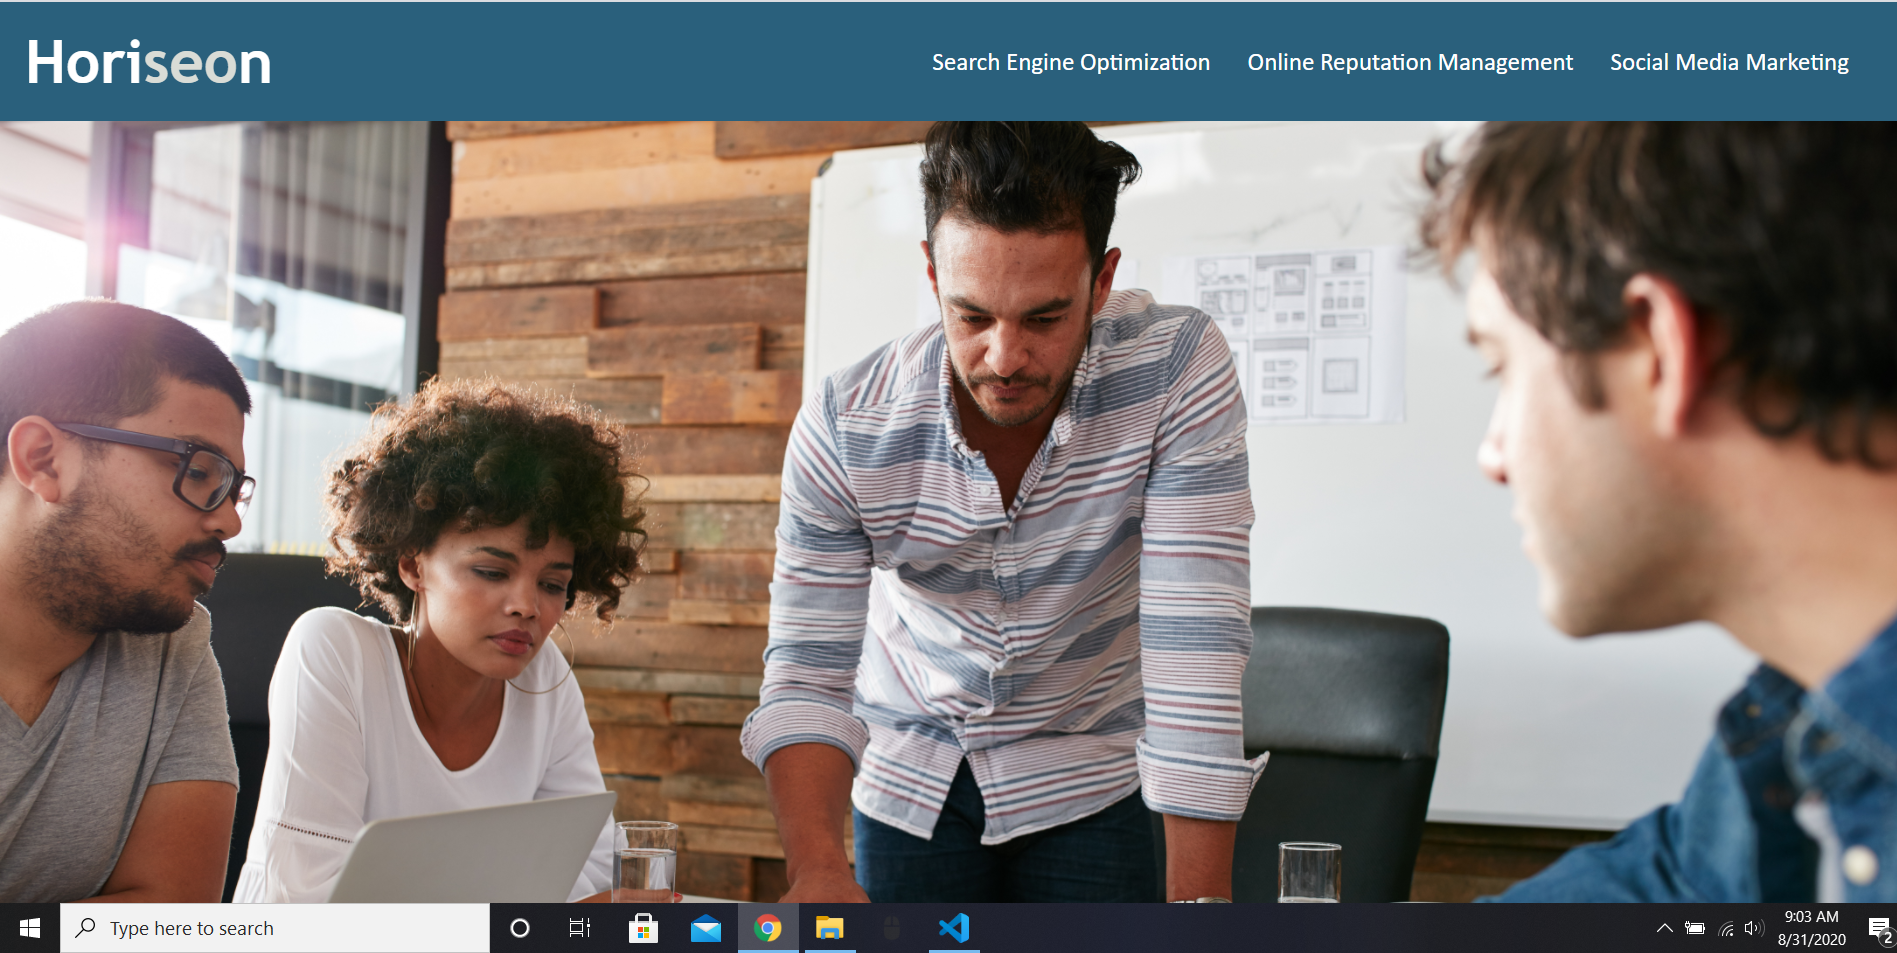 Horiseon
Search Engine Optimization
Online Reputation Management
Social Media Marketing
Type here to search
9:03 AM
8/31/2020
2